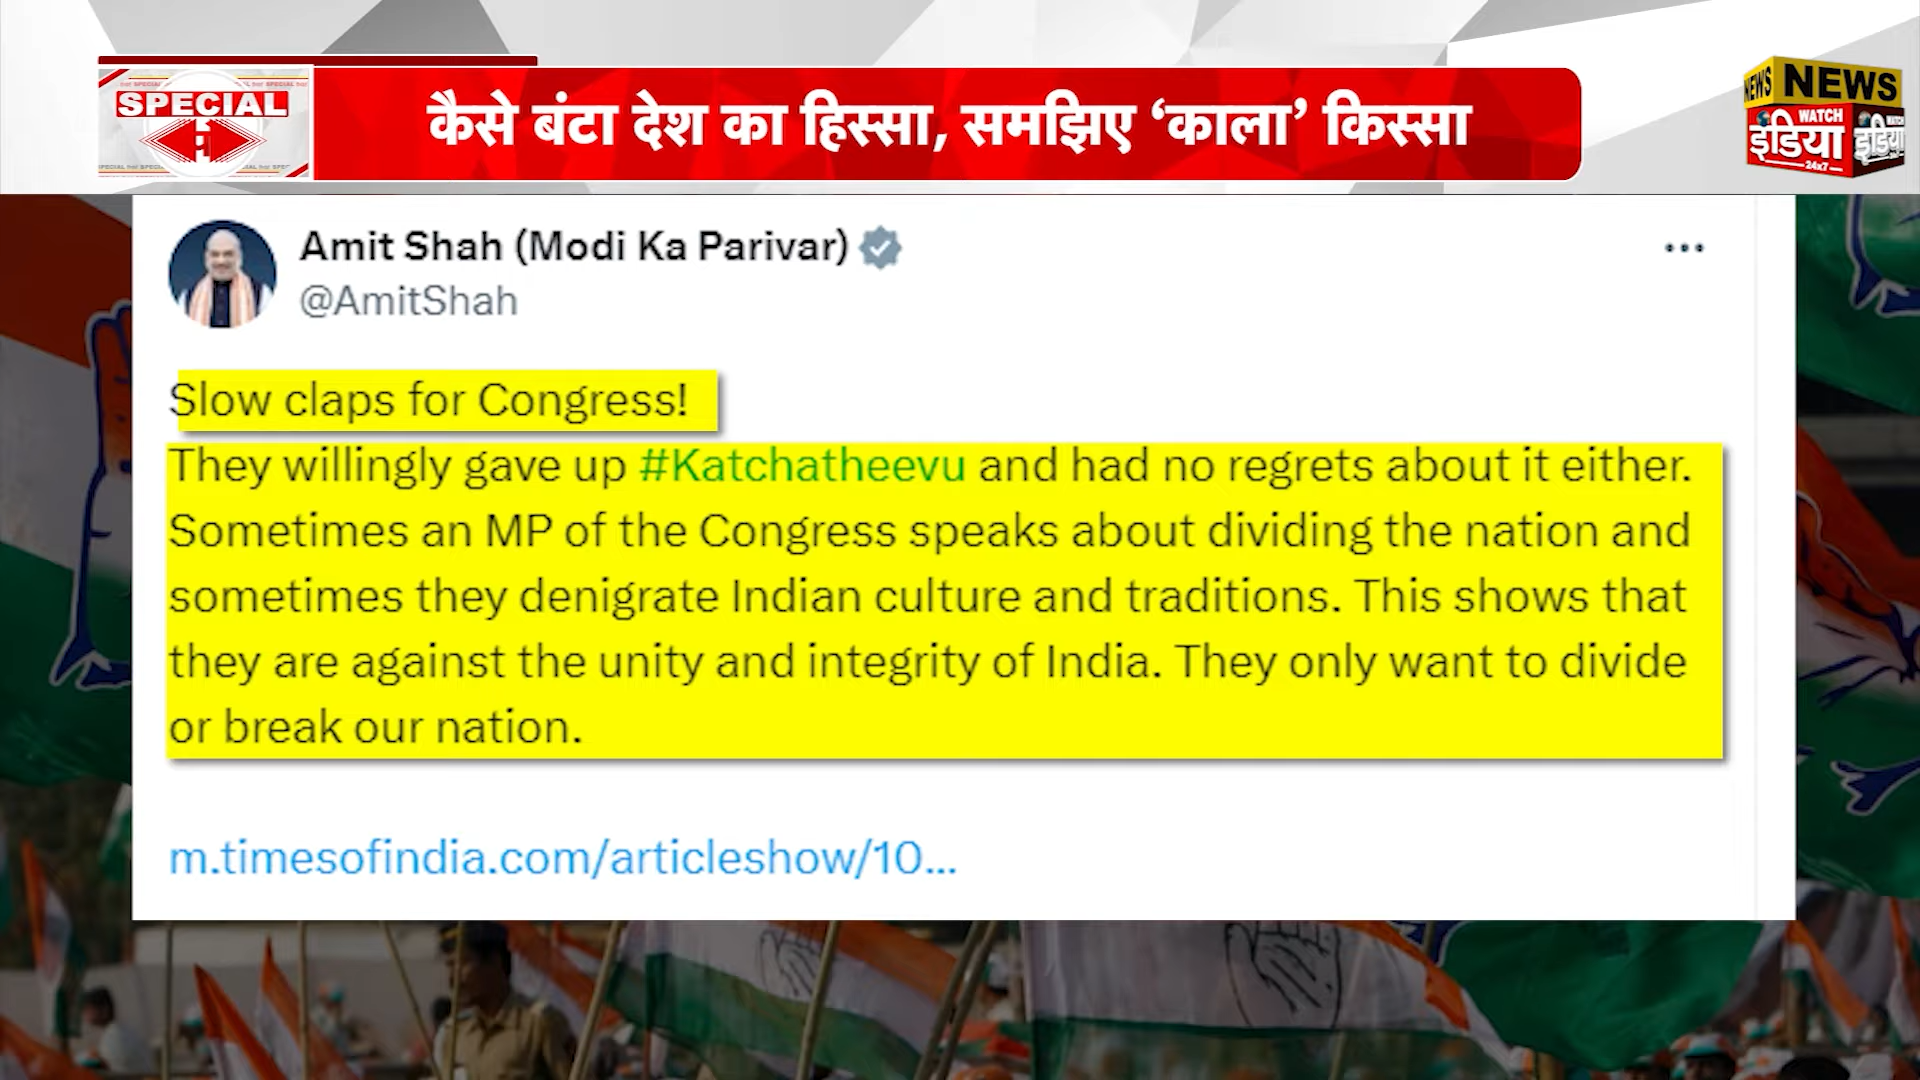 SPECIAL
कैसे बंटा देश का हिस्सा, समझिए ‘काला’ किस्सा
NEWS
NEWS
WATCH
इंडिया
इंडिया
24x7
Amit Shah (Modi Ka Parivar)
@AmitShah
Slow claps for Congress!
They willingly gave up #Katchatheevu and had no regrets about it either.
Sometimes an MP of the Congress speaks about dividing the nation and
sometimes they denigrate Indian culture and traditions. This shows that
they are against the unity and integrity of India. They only want to divide
or break our nation.
m.timesofindia.com/articleshow/10...